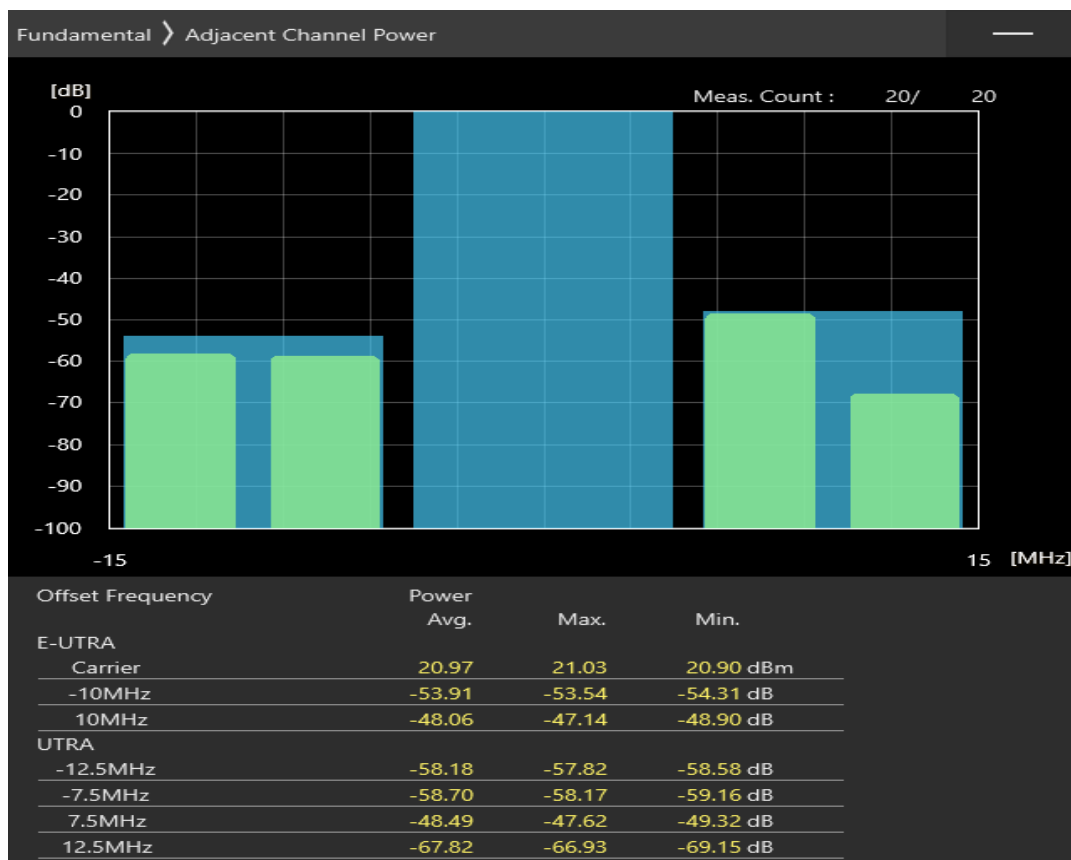 Fundamental ❯ Adjacent Channel Power
[dB]
Meas. Count : 20/ 20
0
-10
-20
-30
-40
-50
-60
-70
-80
-90
-100
-15 15 [MHz]
Offset Frequency Power
Avg. Max. Min.
E-UTRA
Carrier 20.97 21.03 20.90 dBm
-10MHz -53.91 -53.54 -54.31 dB
10MHz -48.06 -47.14 -48.90 dB
UTRA
-12.5MHz -58.18 -57.82 -58.58 dB
-7.5MHz -58.70 -58.17 -59.16 dB
7.5MHz -48.49 -47.62 -49.32 dB
12.5MHz -67.82 -66.93 -69.15 dB